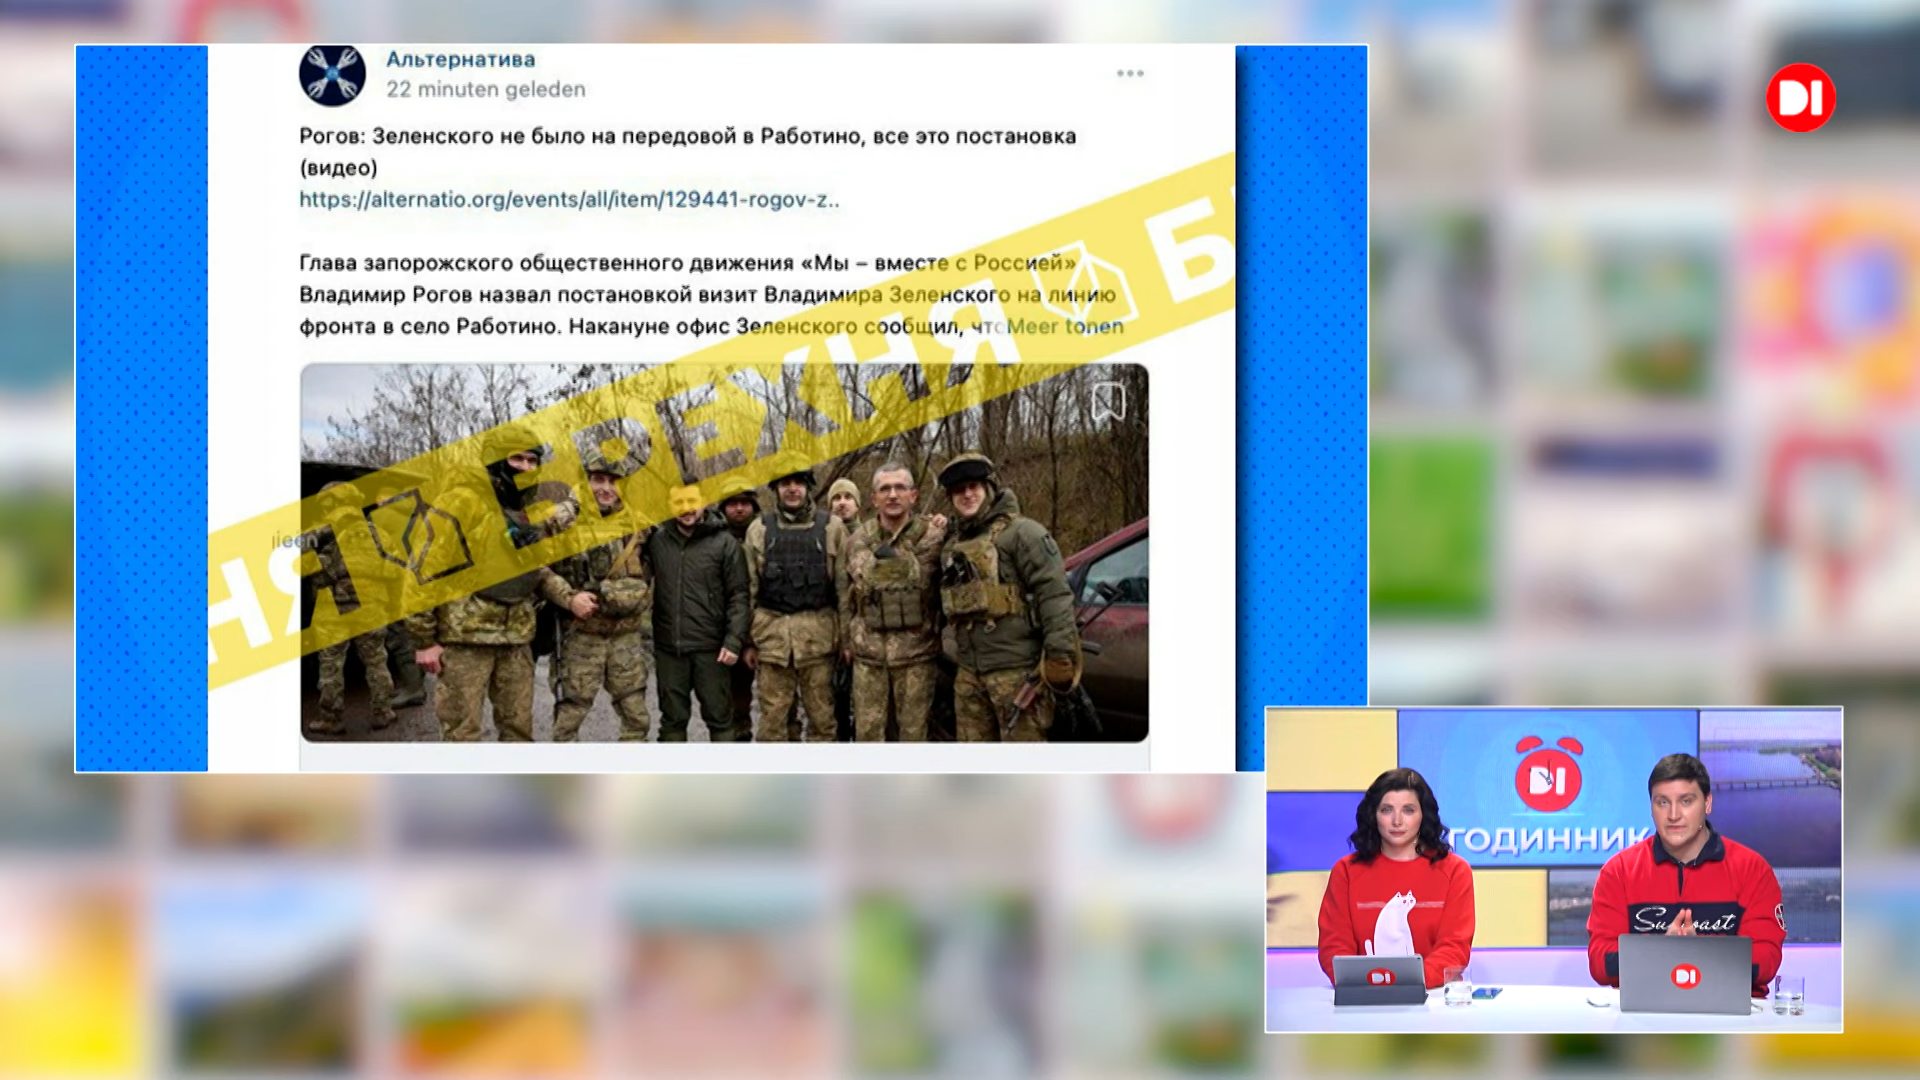 Альтернатива
22 minuten geleden
Рогов: Зеленского не было на передовой в Работино, все это постановка
(видео)
https://alternatio.org/events/all/item/129441-rogov-z..
Глава запорожского общественного движения «Мы – вместе с Россией»
Владимир Рогов назвал постановкой визит Владимира Зеленского на линию
фронта в село Работино. Накануне офис Зеленского сообщил, что Meer tonen
НЯ БРЕХНЯ Б
DI
DI
ГОДИННИК
DI
DI